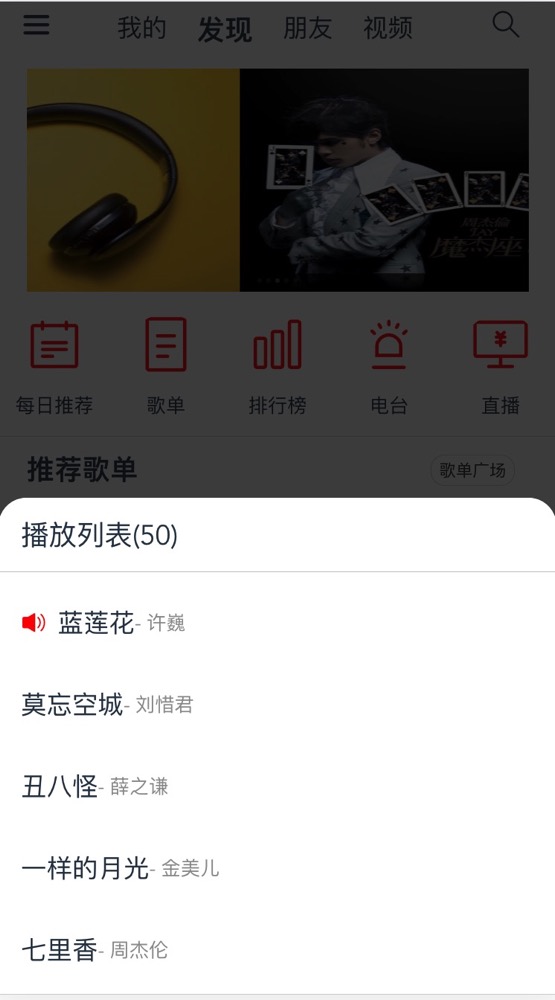 我的 发现 朋友 视频
周杰倫
JAY
魔杰座
每日推荐 歌单 排行榜 电台 直播
推荐歌单 歌单广场
播放列表(50)
蓝莲花- 许巍
莫忘空城- 刘惜君
丑八怪- 薛之谦
一样的月光- 金美儿
七里香- 周杰伦